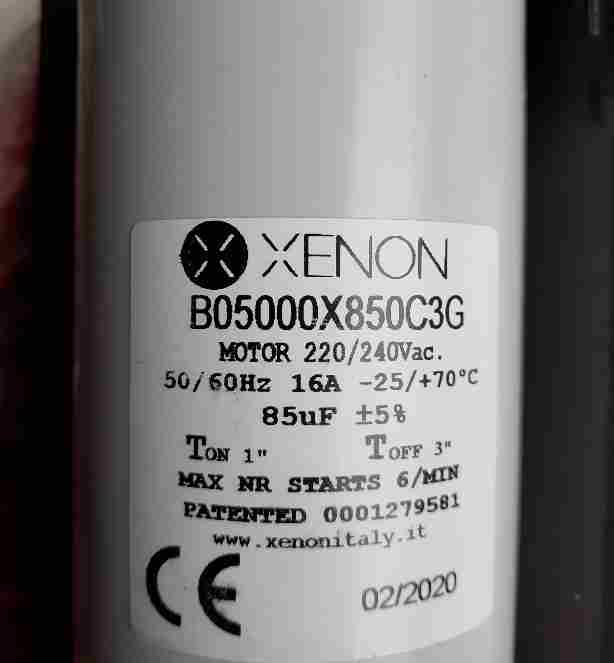 XENON
B05000X850C3G
MOTOR 220/240Vac.
50/60Hz 16A -25/+70°C
85uF ±5%
TON 1" TOFF 3"
MAX NR STARTS 6/MIN
PATENTED 0001279581
www.xenonitaly.it
CE 02/2020